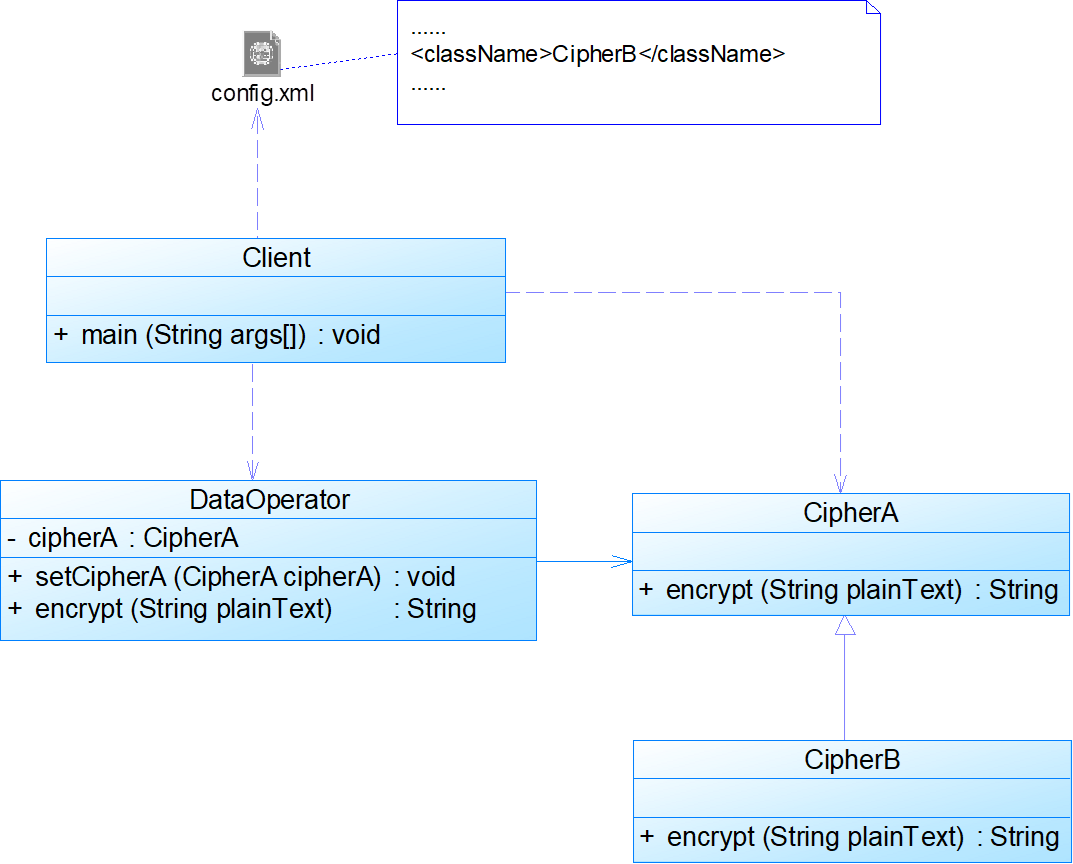 ......
<className>CipherB</className>
......
config.xml
Client
+ main (String args[]) : void
DataOperator
- cipherA : CipherA
+ setCipherA (CipherA cipherA) : void
+ encrypt (String plainText) : String
CipherA
+ encrypt (String plainText) : String
CipherB
+ encrypt (String plainText) : String